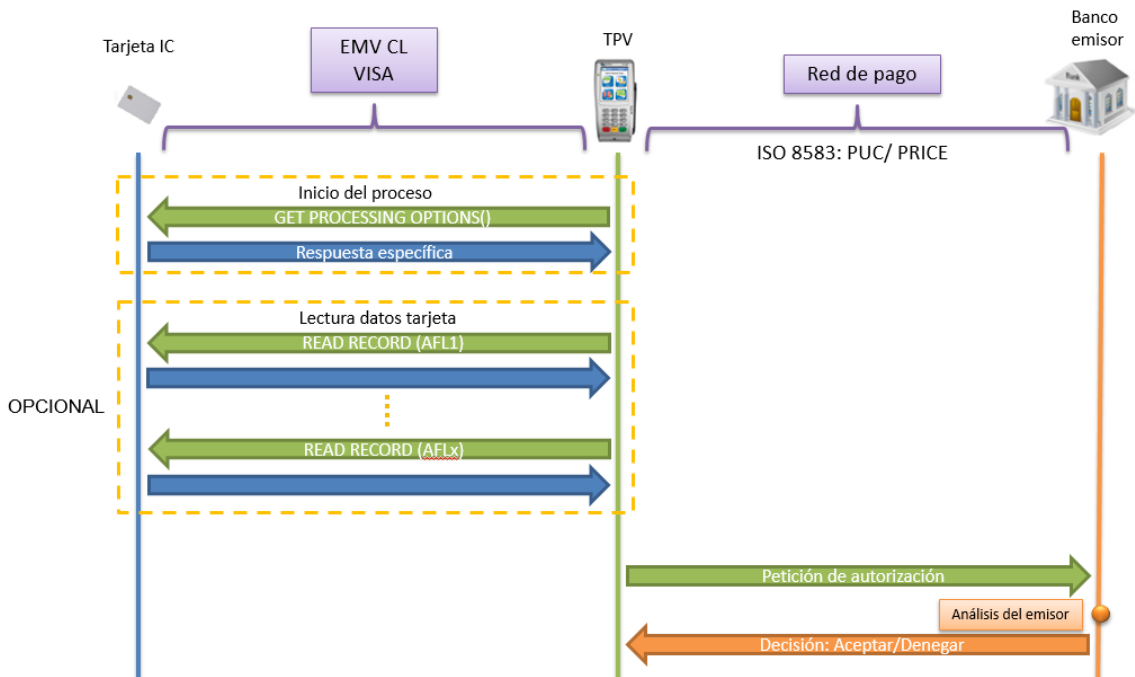 Tarjeta IC
EMV CL
VISA
TPV
Red de pago
Banco
emisor
Bank
ISO 8583: PUC/ PRICE
Inicio del proceso
GET PROCESSING OPTIONS()
Respuesta específica
Lectura datos tarjeta
READ RECORD (AFL1)
OPCIONAL
READ RECORD (AFLx)
Petición de autorización
Análisis del emisor
Decisión: Aceptar/Denegar